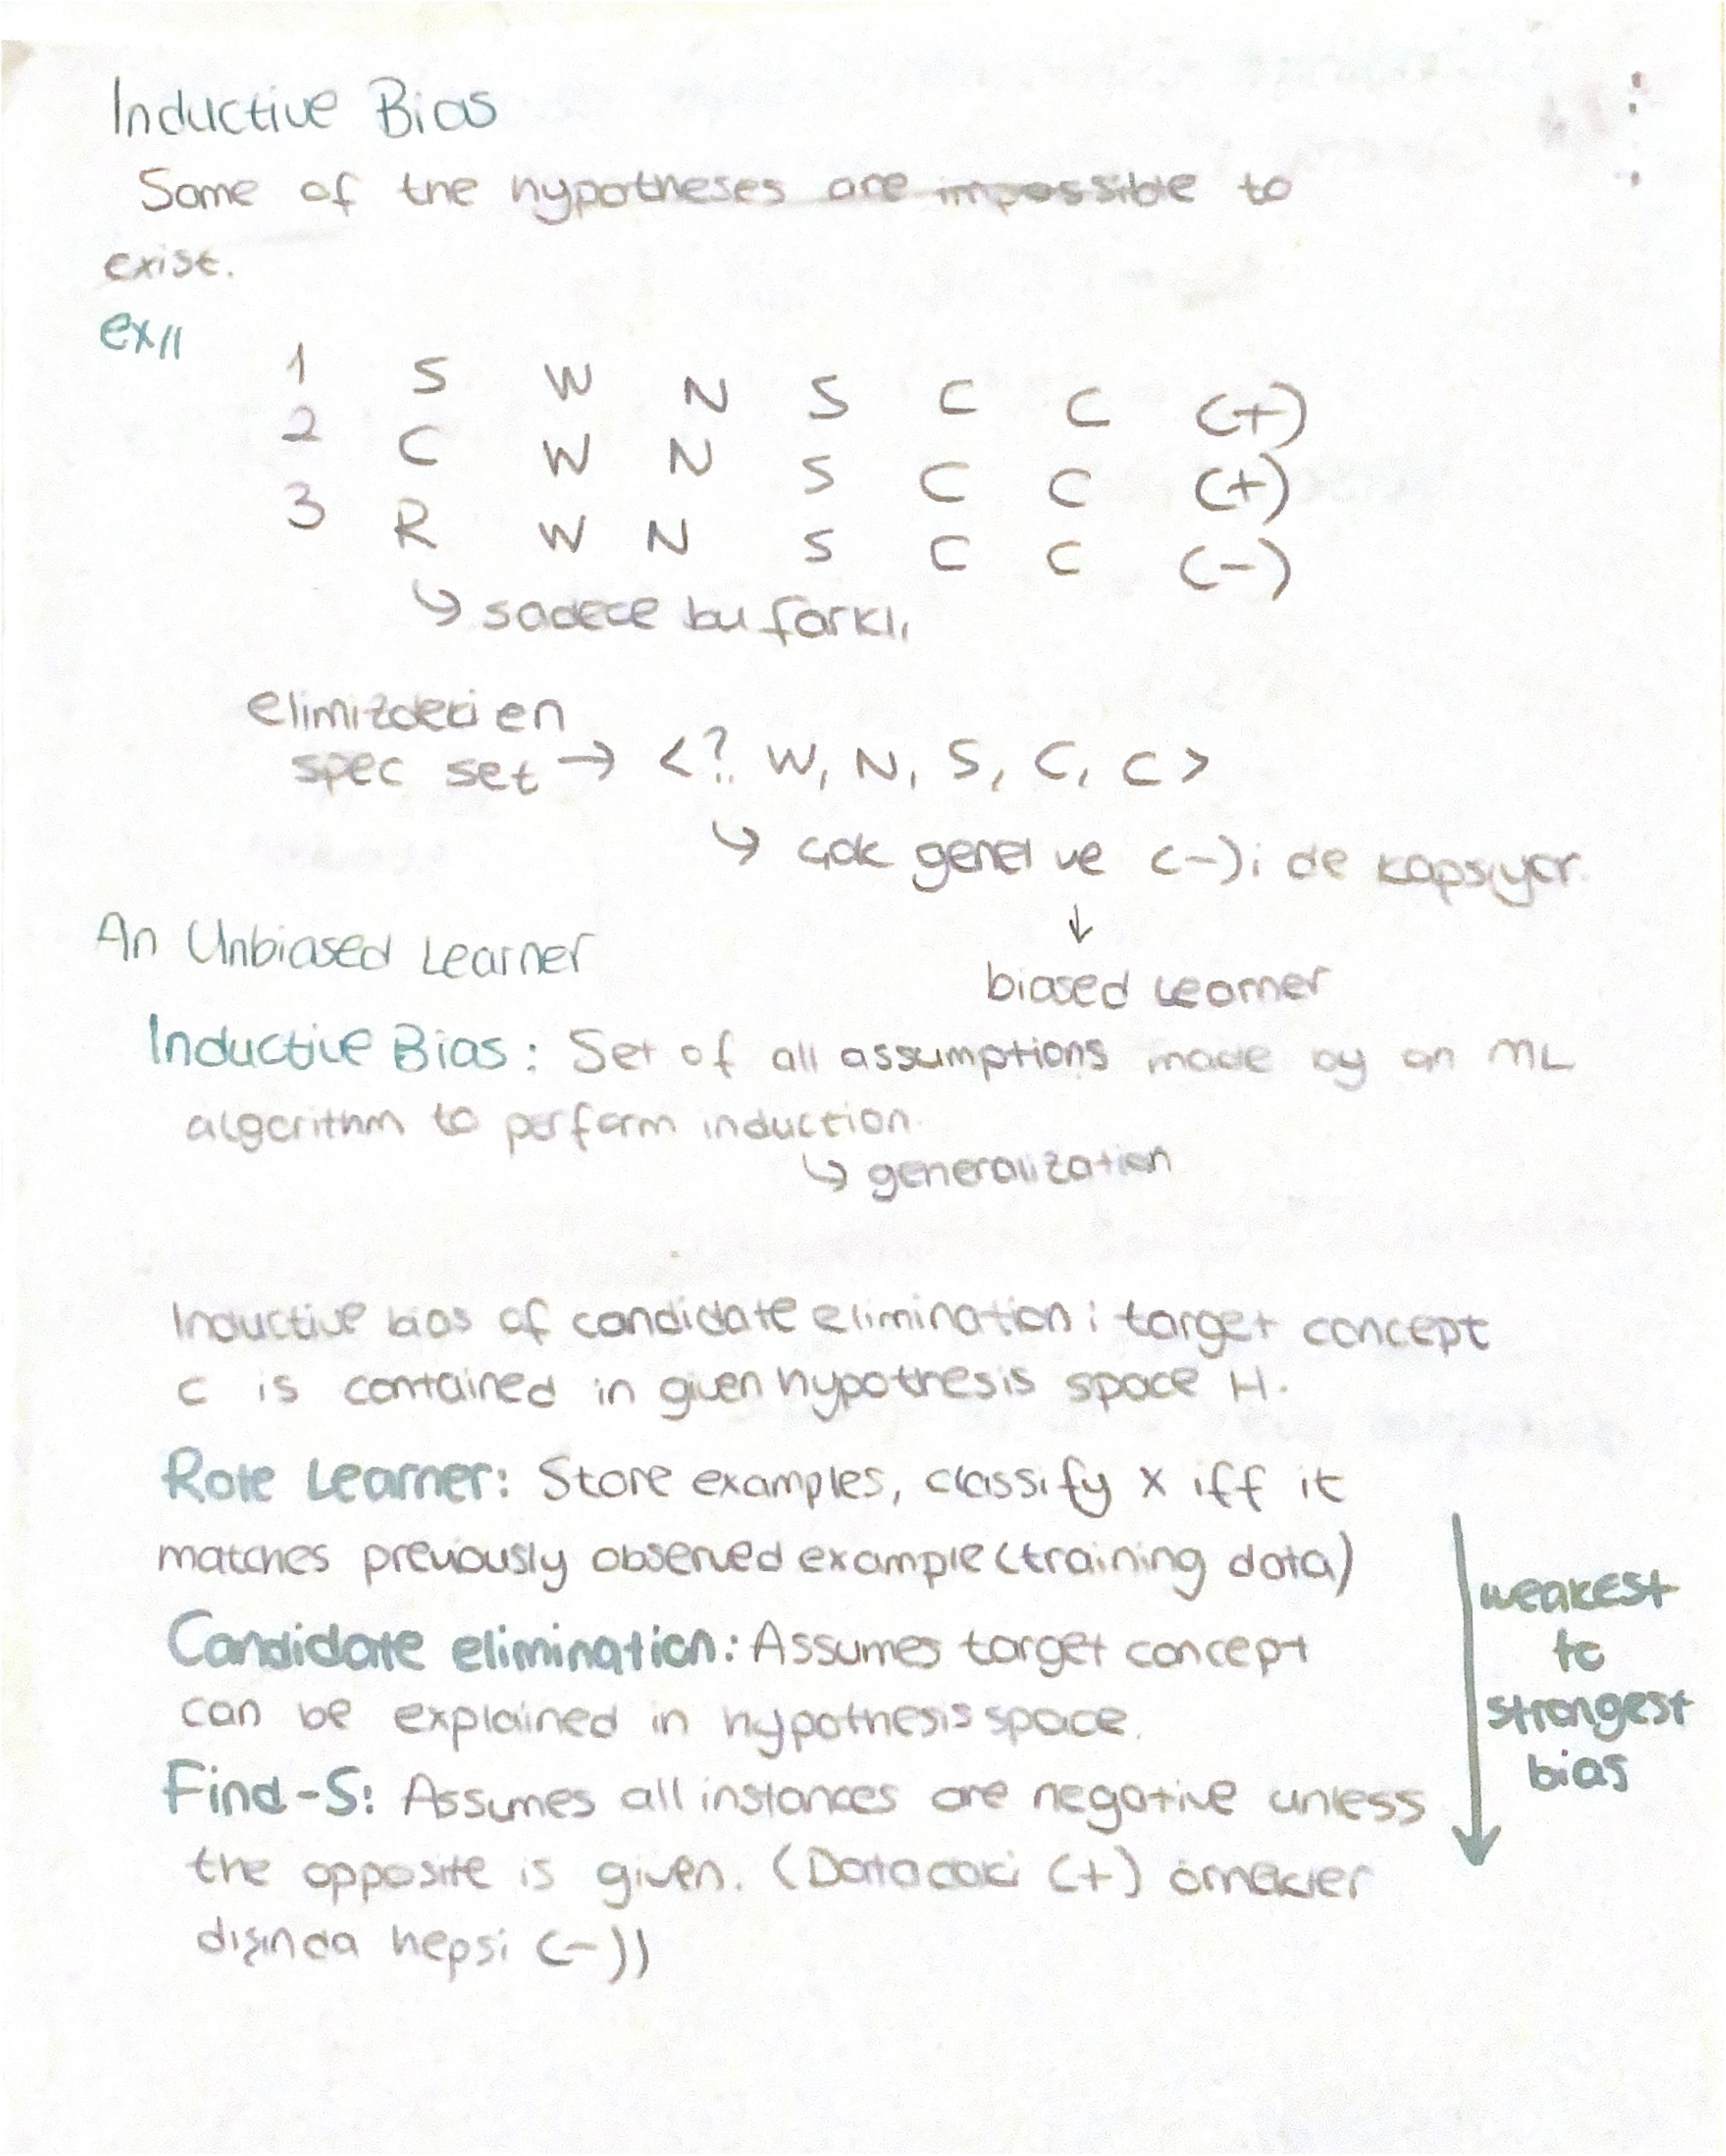 Inductive Bias
Some of the hypotheses are impossible to
exist.
ex//
1 S W N S C C (+)
2 C W N S C C (+)
3 R W N S C C (-)
↳ sadece bu farklı,
elimizdeki en
spec set → <?, W, N, S, C, C>
↳ çok genel ve (-)i de kapsıyor.
↓
biased learner
An Unbiased Learner
Inductive Bias: Set of all assumptions made by an ML
algorithm to perform induction.
↳ generalization
Inductive bias of candidate elimination: target concept
c is contained in given hypothesis space H.
Rote Learner: Store examples, classify x iff it
matches previously observed example (training data)
Candidate elimination: Assumes target concept
can be explained in hypothesis space.
Find-S: Assumes all instances are negative unless
the opposite is given. (Datadaki (+) örnekler
dışında hepsi (-))
weakest
to
strongest
bias